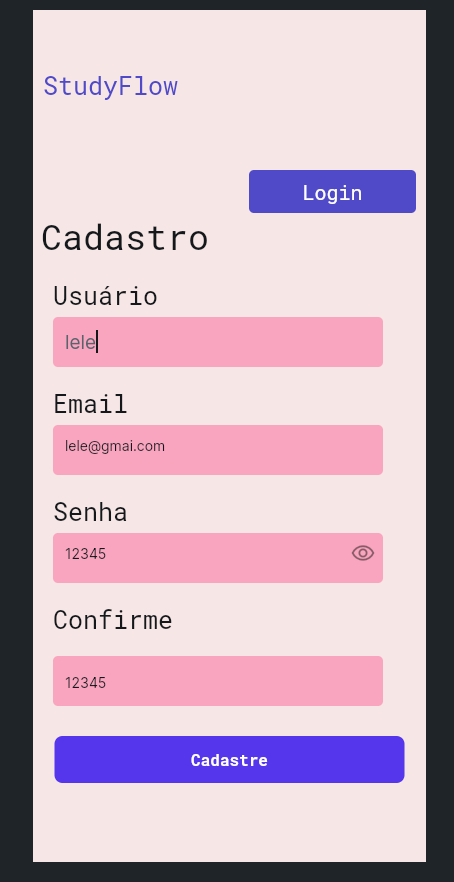 StudyFlow
Login
Cadastro
Usuário
lele
Email
lele@gmai.com
Senha
12345
Confirme
12345
Cadastre